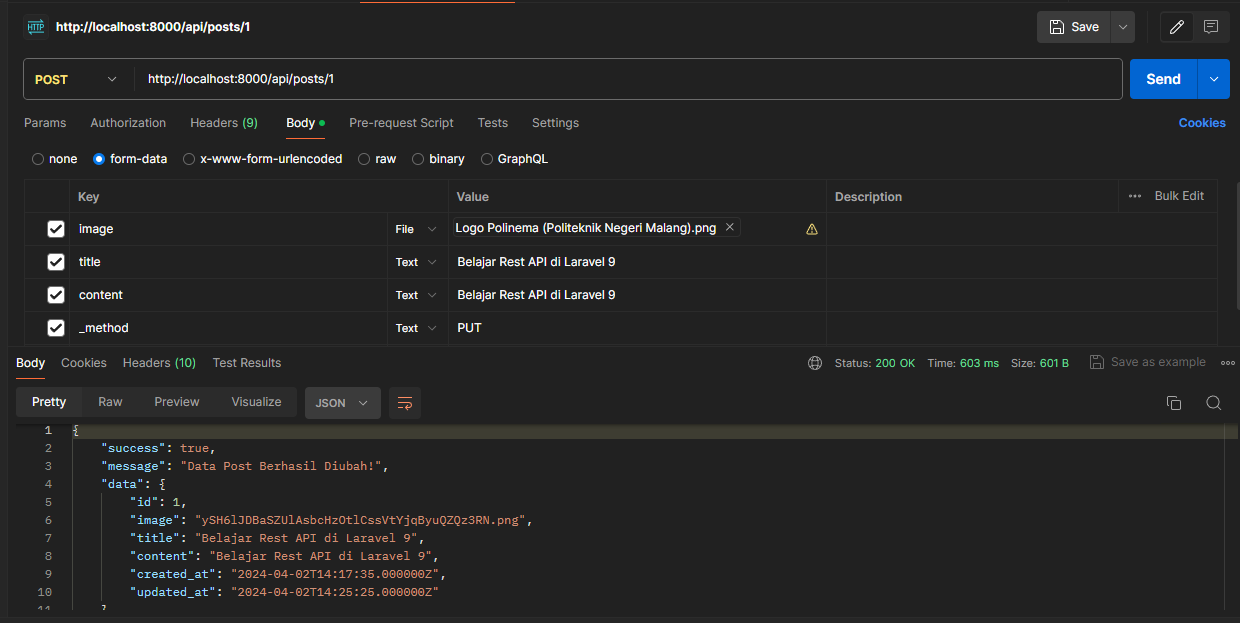 HTTP http://localhost:8000/api/posts/1 Save
POST http://localhost:8000/api/posts/1 Send
Params Authorization Headers (9) Body Pre-request Script Tests Settings Cookies
none form-data x-www-form-urlencoded raw binary GraphQL
Key Value Description ••• Bulk Edit
image File Logo Polinema (Politeknik Negeri Malang).png ×
title Text Belajar Rest API di Laravel 9
content Text Belajar Rest API di Laravel 9
_method Text PUT
Body Cookies Headers (10) Test Results Status: 200 OK Time: 603 ms Size: 601 B Save as example
Pretty Raw Preview Visualize JSON
1 {
2 "success": true,
3 "message": "Data Post Berhasil Diubah!",
4 "data": {
5 "id": 1,
6 "image": "ySH6lJDBaSZUlAsbcHzOtlCssVtYjqByuQZQz3RN.png",
7 "title": "Belajar Rest API di Laravel 9",
8 "content": "Belajar Rest API di Laravel 9",
9 "created_at": "2024-04-02T14:17:35.000000Z",
10 "updated_at": "2024-04-02T14:25:25.000000Z"
11 }